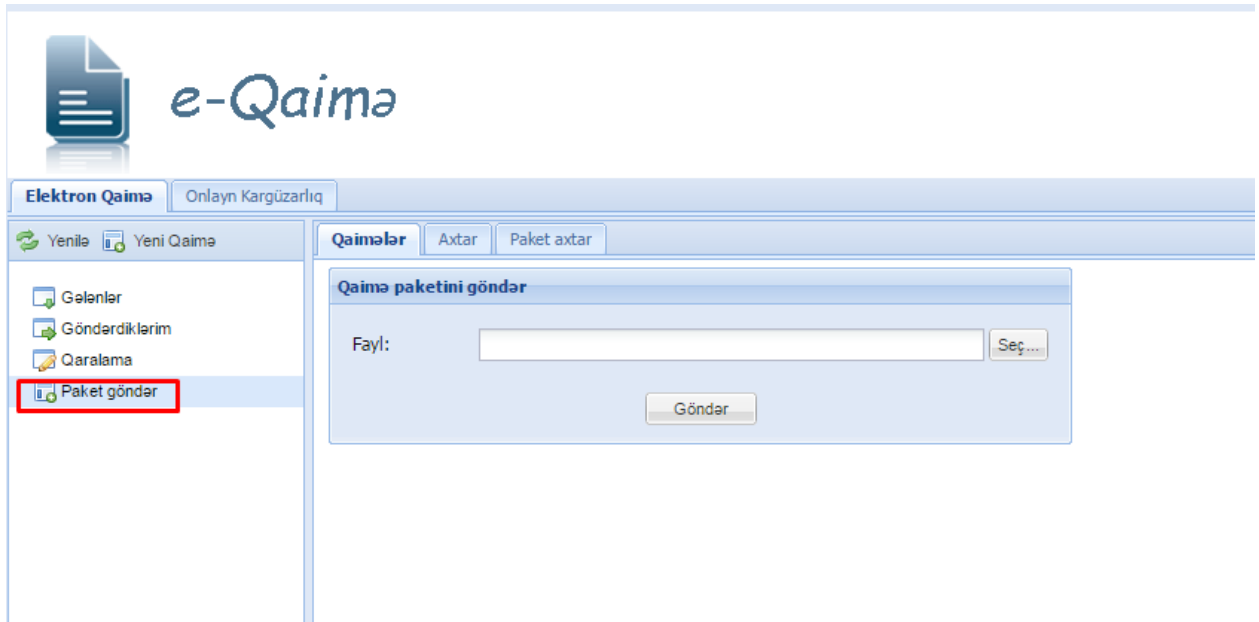 e-Qaimə
Elektron Qaimə Onlayn Kargüzarlıq
Yenilə Yeni Qaimə
Gələnlər
Göndərdiklərim
Qaralama
Paket göndər
Qaimələr Axtar Paket axtar
Qaimə paketini göndər
Fayl: Seç...
Göndər